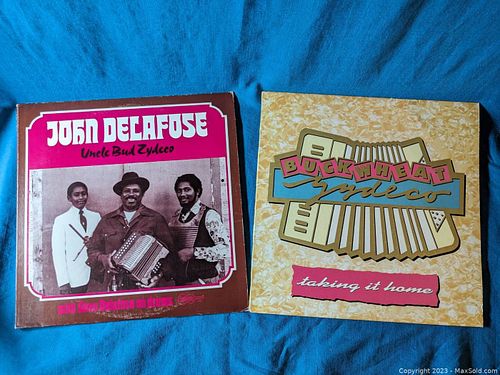 JOHN DELAFOSE
Uncle Bud Zydeco
BUCKWHEAT
zydeco
taking it home
Copyright 2023 - MaxSold.com